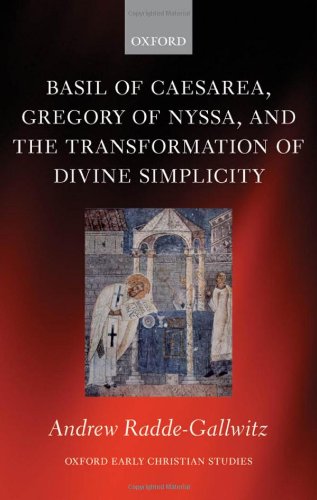 OXFORD
BASIL OF CAESAREA,
GREGORY OF NYSSA, AND
THE TRANSFORMATION OF
DIVINE SIMPLICITY
Andrew Radde-Gallwitz
OXFORD EARLY CHRISTIAN STUDIES